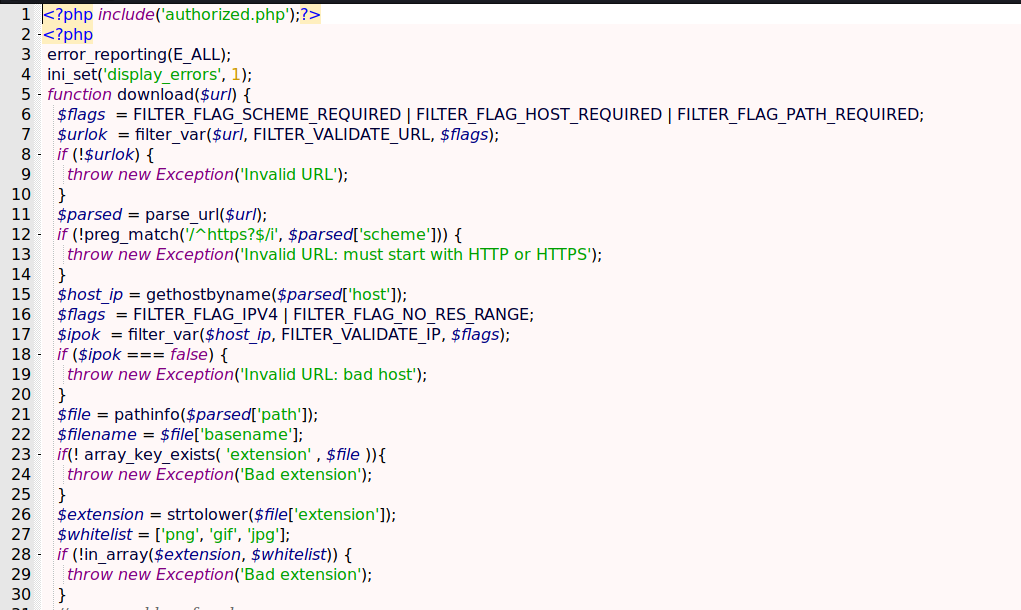 1 <?php include('authorized.php');?>
2 <?php
3 error_reporting(E_ALL);
4 ini_set('display_errors', 1);
5 function download($url) {
6 $flags = FILTER_FLAG_SCHEME_REQUIRED | FILTER_FLAG_HOST_REQUIRED | FILTER_FLAG_PATH_REQUIRED;
7 $urlok = filter_var($url, FILTER_VALIDATE_URL, $flags);
8 if (!$urlok) {
9 throw new Exception('Invalid URL');
10 }
11 $parsed = parse_url($url);
12 if (!preg_match('/^https?$/i', $parsed['scheme'])) {
13 throw new Exception('Invalid URL: must start with HTTP or HTTPS');
14 }
15 $host_ip = gethostbyname($parsed['host']);
16 $flags = FILTER_FLAG_IPV4 | FILTER_FLAG_NO_RES_RANGE;
17 $ipok = filter_var($host_ip, FILTER_VALIDATE_IP, $flags);
18 if ($ipok === false) {
19 throw new Exception('Invalid URL: bad host');
20 }
21 $file = pathinfo($parsed['path']);
22 $filename = $file['basename'];
23 if(! array_key_exists( 'extension' , $file )){
24 throw new Exception('Bad extension');
25 }
26 $extension = strtolower($file['extension']);
27 $whitelist = ['png', 'gif', 'jpg'];
28 if (!in_array($extension, $whitelist)) {
29 throw new Exception('Bad extension');
30 }